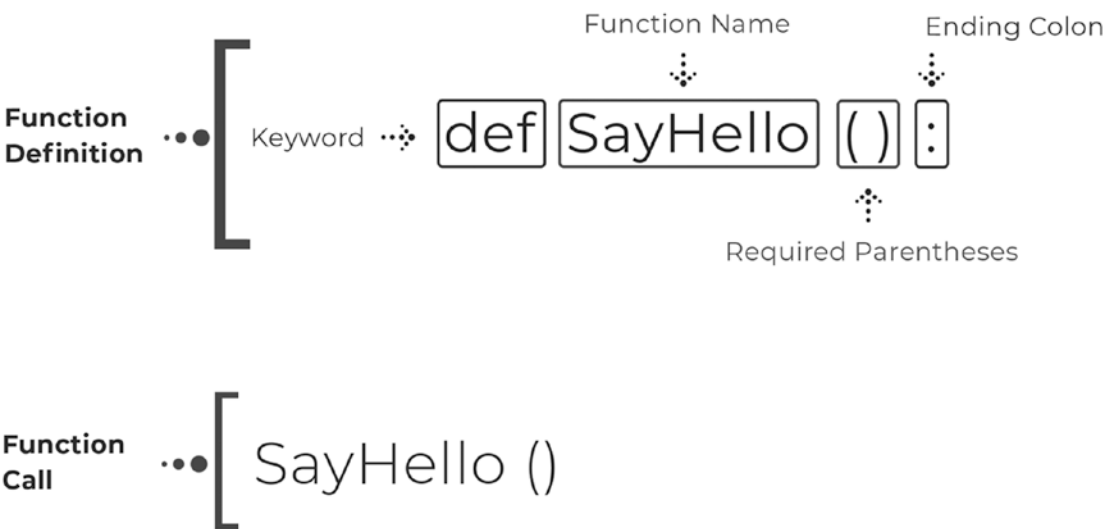 Function Name
Ending Colon
Function
Definition
Keyword
def SayHello () :
Required Parentheses
Function
Call
SayHello ()